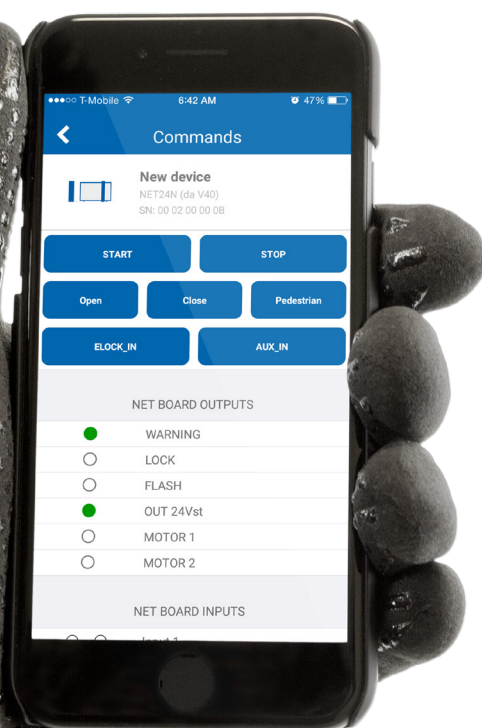 T-Mobile 6:42 AM 47%
Commands
New device
NET24N (da V40)
SN: 00 02 00 00 0B
START STOP
Open Close Pedestrian
ELOCK_IN AUX_IN
NET BOARD OUTPUTS
WARNING
LOCK
FLASH
OUT 24Vst
MOTOR 1
MOTOR 2
NET BOARD INPUTS
Input 1